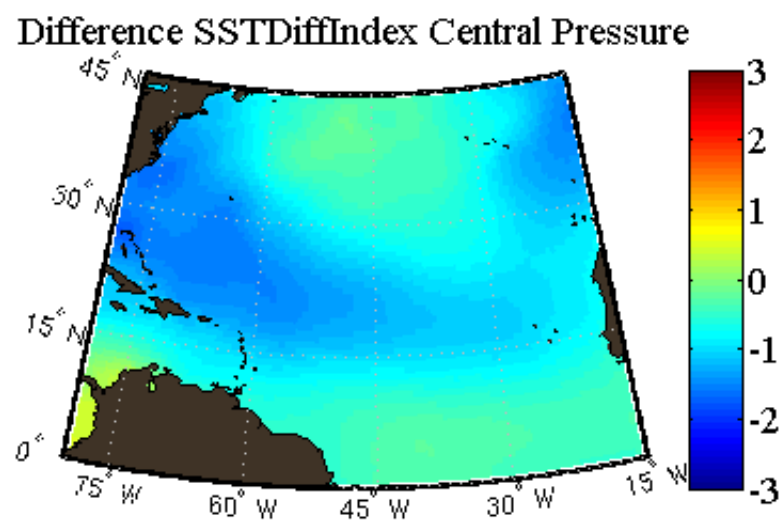 Difference SSTDiffIndex Central Pressure
45° N
30° N
15° N
0°
75° W
60° W
45° W
30° W
15° W
3
2
1
0
-1
-2
-3